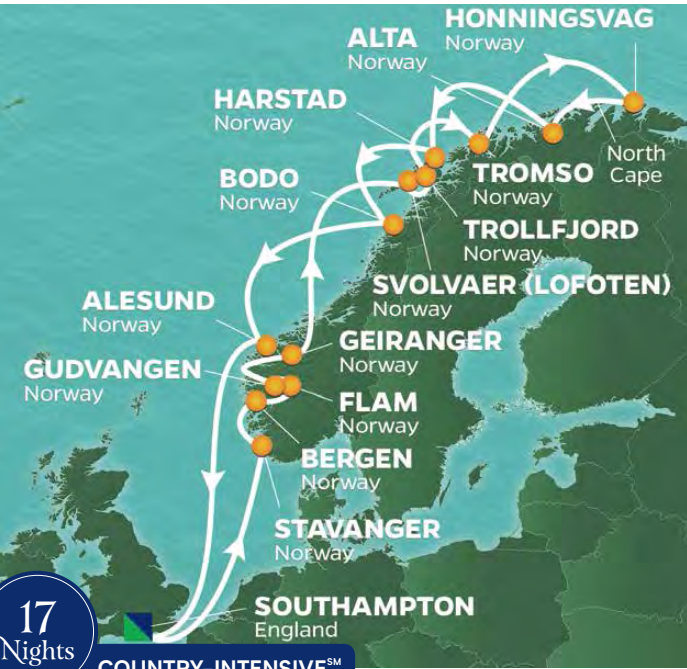 HONNINGSVAG
Norway
ALTA
Norway
HARSTAD
Norway
North
Cape
TROMSO
Norway
BODO
Norway
TROLLFJORD
Norway
SVOLVAER (LOFOTEN)
Norway
ALESUND
Norway
GEIRANGER
Norway
GUDVANGEN
Norway
FLAM
Norway
BERGEN
Norway
STAVANGER
Norway
SOUTHAMPTON
England
17
Nights
COUNTRY INTENSIVE℠